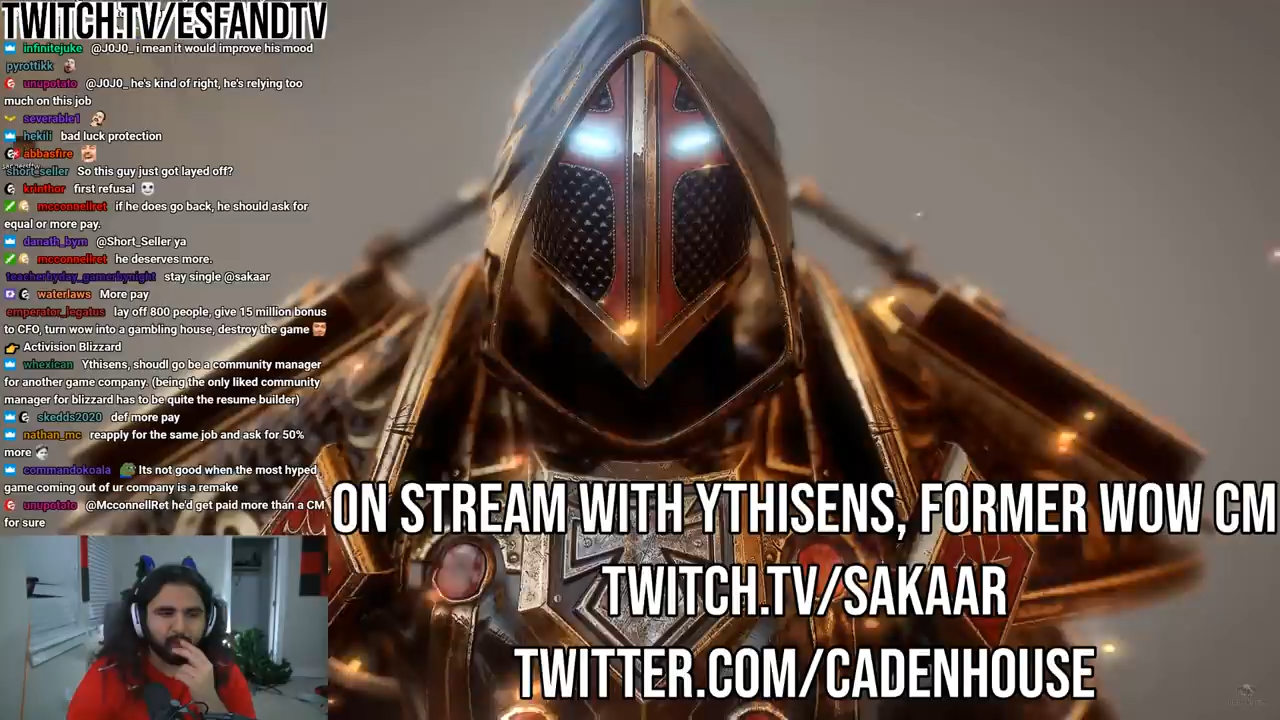 TWITCH.TV/ESFANDTV
infinitejuke @J0J0_ i mean it would improve his mood
pyrottikk
unupotato @J0J0_ he's kind of right, he's relying too
much on this job
severable1
hekili bad luck protection
abbasfire
short_seller So this guy just got layed off?
krinthor first refusal
mcconnellret if he does go back, he should ask for
equal or more pay.
danath_bym @Short_Seller ya
mcconnellret he deserves more.
teacherbyday_gamerbynight stay single @sakaar
waterlaws More pay
emperator_legatus lay off 800 people, give 15 million bonus
to CFO, turn wow into a gambling house, destroy the game
Activision Blizzard
whexican Ythisens, shoudl go be a community manager
for another game company. (being the only liked community
manager for blizzard has to be quite the resume builder)
skedds2020 def more pay
nathan_mc reapply for the same job and ask for 50%
more
commandokoala Its not good when the most hyped
game coming out of ur company is a remake
unupotato @McconnellRet he'd get paid more than a CM
for sure
ON STREAM WITH YTHISENS, FORMER WOW CM
TWITCH.TV/SAKAAR
TWITTER.COM/CADENHOUSE